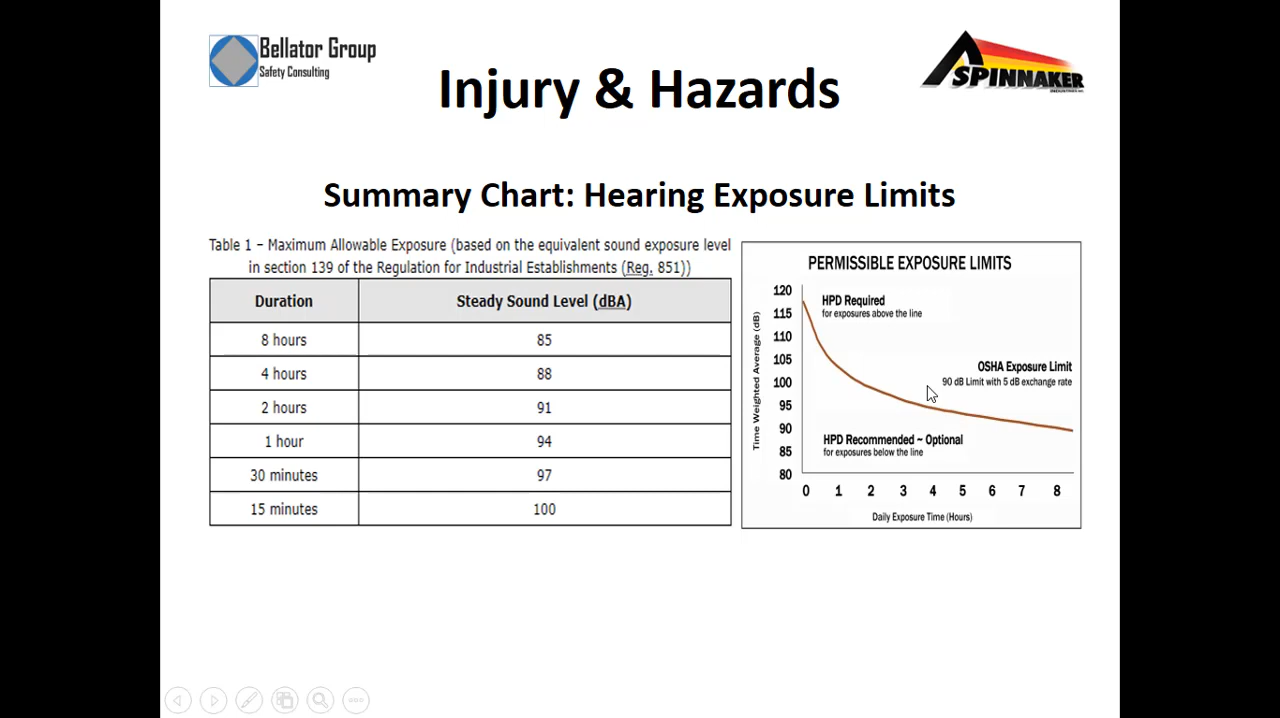 Bellator Group
Safety Consulting
SPINNAKER
INDUSTRIES INC.
Injury & Hazards
Summary Chart: Hearing Exposure Limits
Table 1 – Maximum Allowable Exposure (based on the equivalent sound exposure level
in section 139 of the Regulation for Industrial Establishments (Reg. 851))
Duration Steady Sound Level (dBA)
8 hours 85
4 hours 88
2 hours 91
1 hour 94
30 minutes 97
15 minutes 100
PERMISSIBLE EXPOSURE LIMITS
Time Weighted Average (dB)
120
115
110
105
100
95
90
85
80
HPD Required
for exposures above the line
OSHA Exposure Limit
90 dB Limit with 5 dB exchange rate
HPD Recommended ~ Optional
for exposures below the line
0 1 2 3 4 5 6 7 8
Daily Exposure Time (Hours)